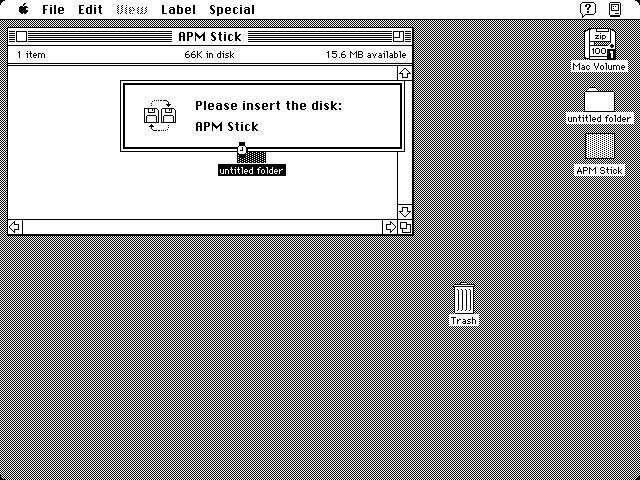 File Edit View Label Special
APM Stick
1 item 66K in disk 15.6 MB available
Please insert the disk:
APM Stick
untitled folder
zip
100
Mac Volume
untitled folder
APM Stick
Trash